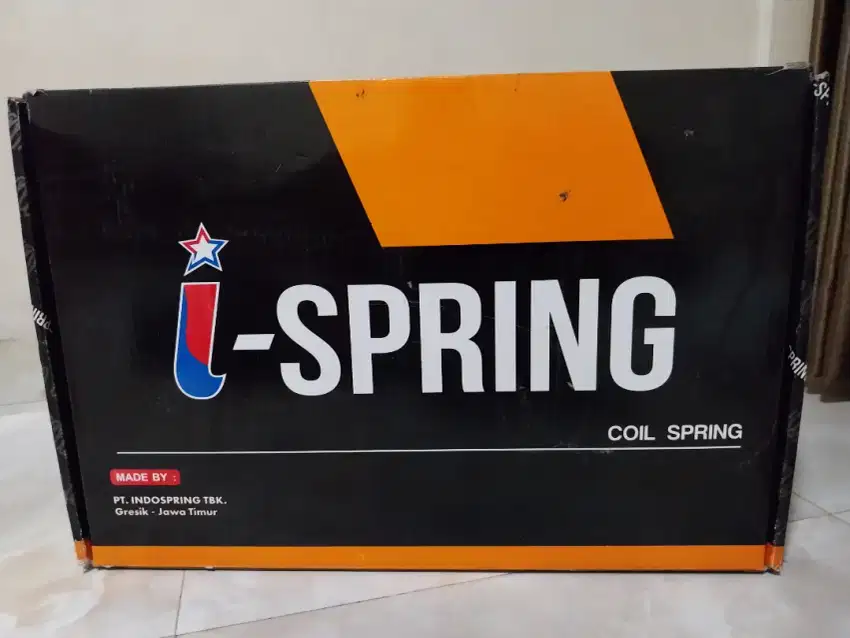 i-SPRING
COIL SPRING
MADE BY :
PT. INDOSPRING TBK.
Gresik - Jawa Timur